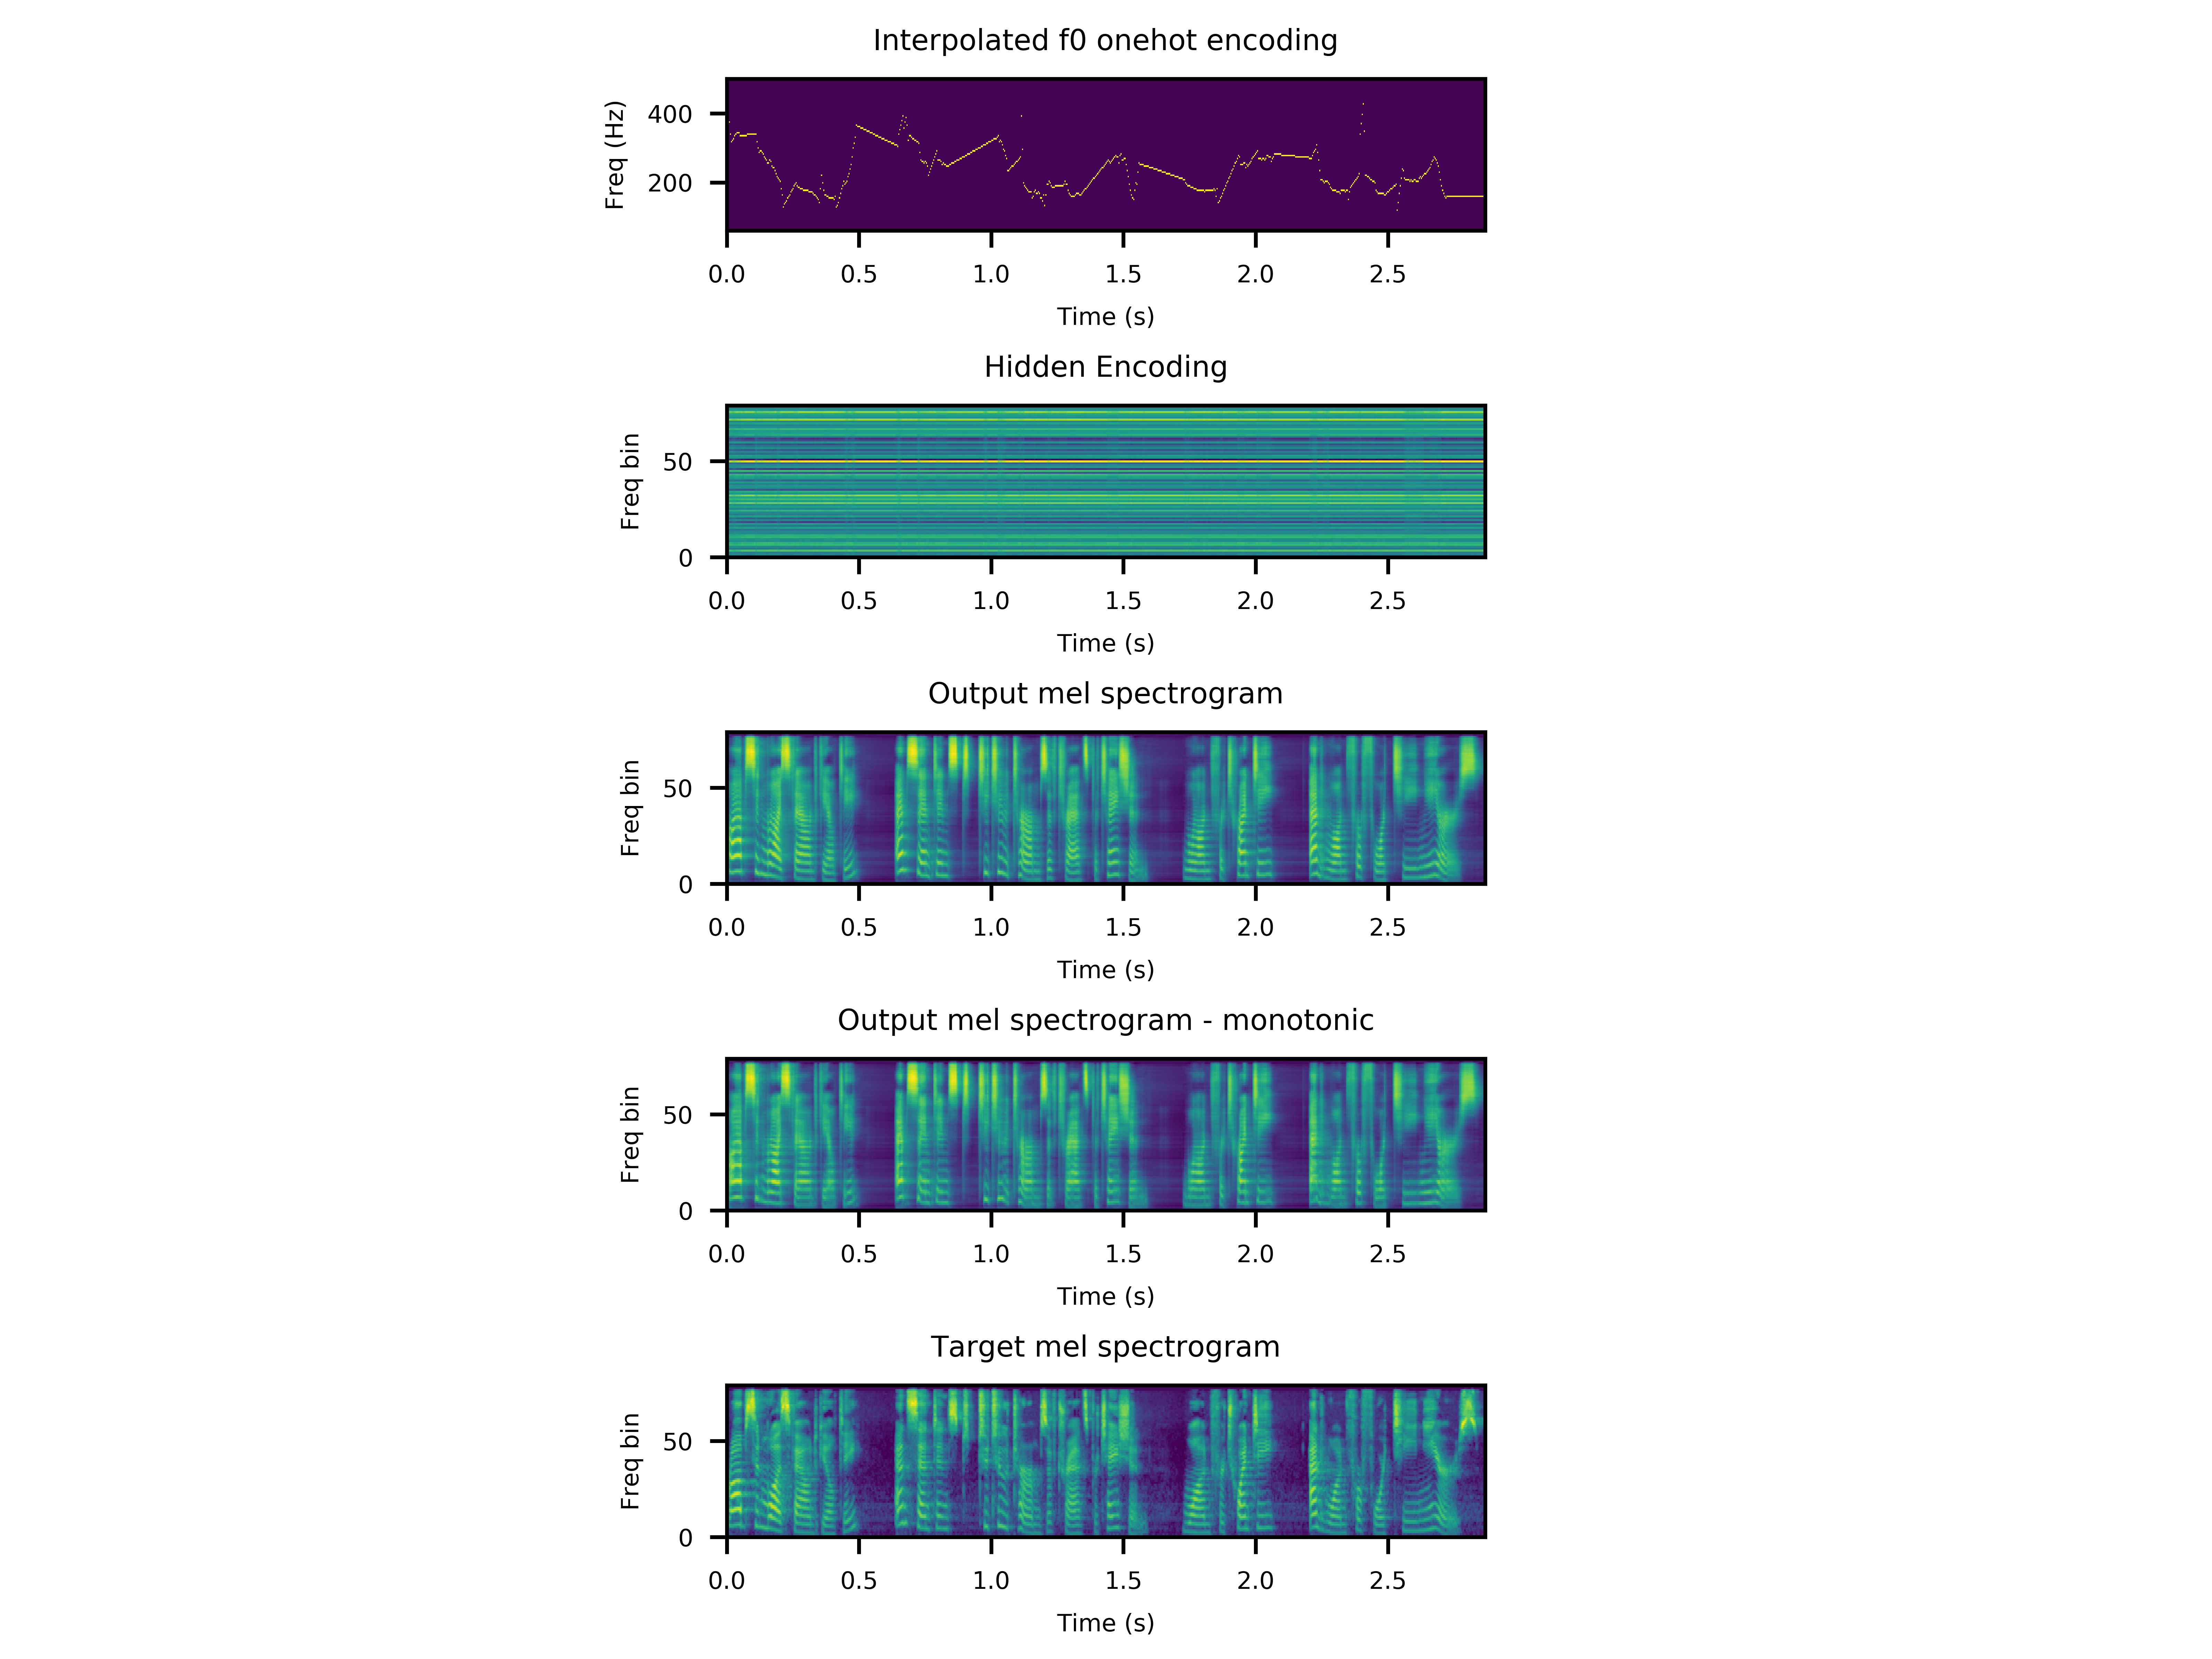 Interpolated f0 onehot encoding
Freq (Hz)
400
200
0.0 0.5 1.0 1.5 2.0 2.5
Time (s)
Hidden Encoding
Freq bin
50
0
0.0 0.5 1.0 1.5 2.0 2.5
Time (s)
Output mel spectrogram
Freq bin
50
0
0.0 0.5 1.0 1.5 2.0 2.5
Time (s)
Output mel spectrogram - monotonic
Freq bin
50
0
0.0 0.5 1.0 1.5 2.0 2.5
Time (s)
Target mel spectrogram
Freq bin
50
0
0.0 0.5 1.0 1.5 2.0 2.5
Time (s)